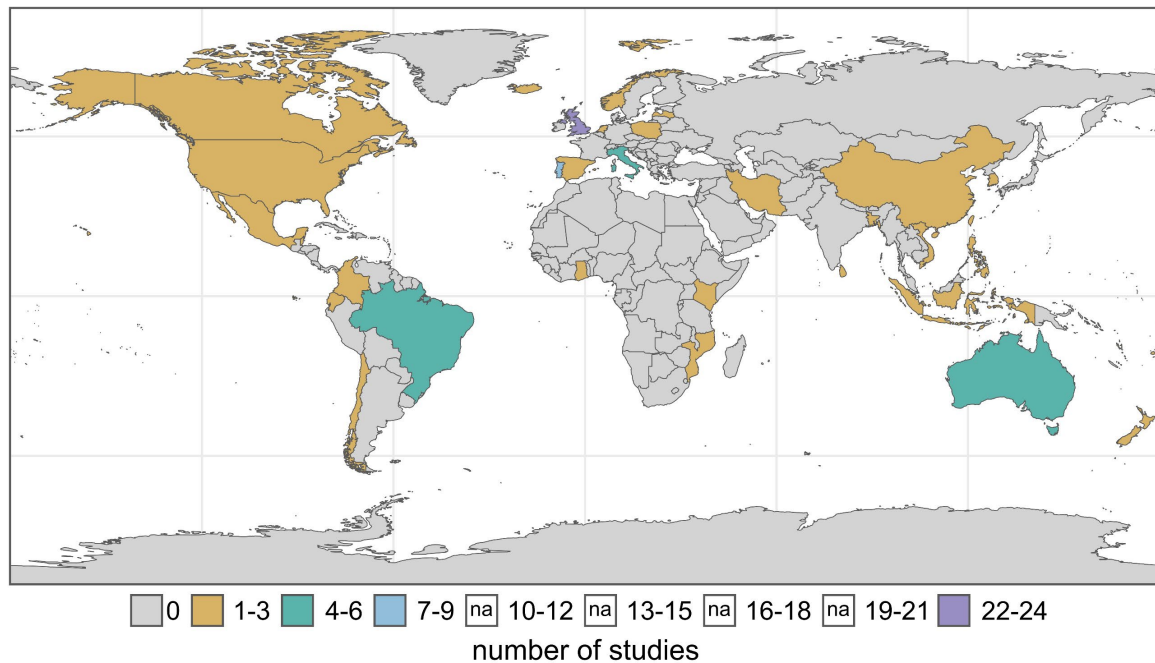 0 1-3 4-6 7-9 na 10-12 na 13-15 na 16-18 na 19-21 22-24
number of studies